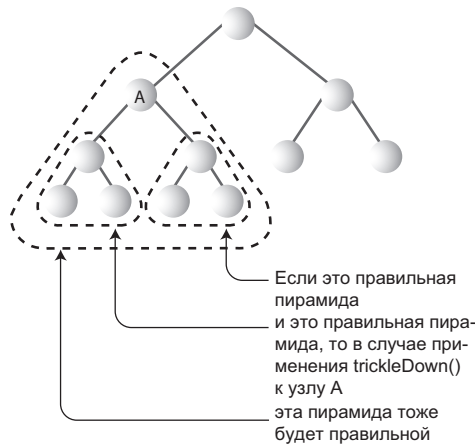 A
Если это правильная
пирамида
и это правильная пира-
мида, то в случае при-
менения trickleDown()
к узлу A
эта пирамида тоже
будет правильной